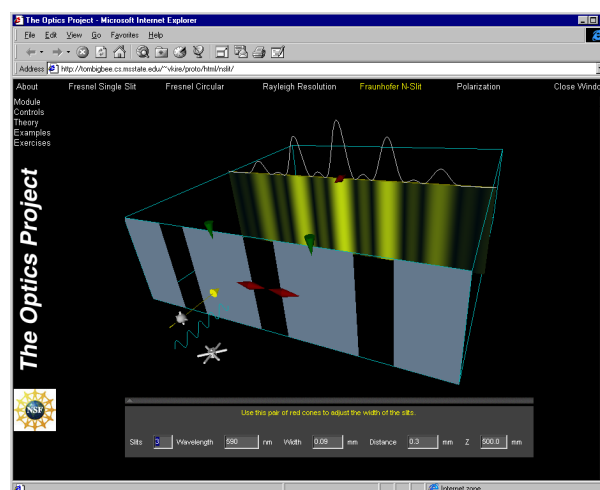 The Optics Project - Microsoft Internet Explorer
File Edit View Go Favorites Help
Address http://tombigbee.cs.msstate.edu/~vkire/proto/html/nslit/
About Fresnel Single Slit Fresnel Circular Rayleigh Resolution Fraunhofer N-Slit Polarization Close Windo
Module
Controls
Theory
Examples
Exercises
The Optics Project
NSF
Use this pair of red cones to adjust the width of the slits.
Slits 3 Wavelength 590 nm Width 0.09 mm Distance 0.3 mm Z 500.0 mm
Internet zone